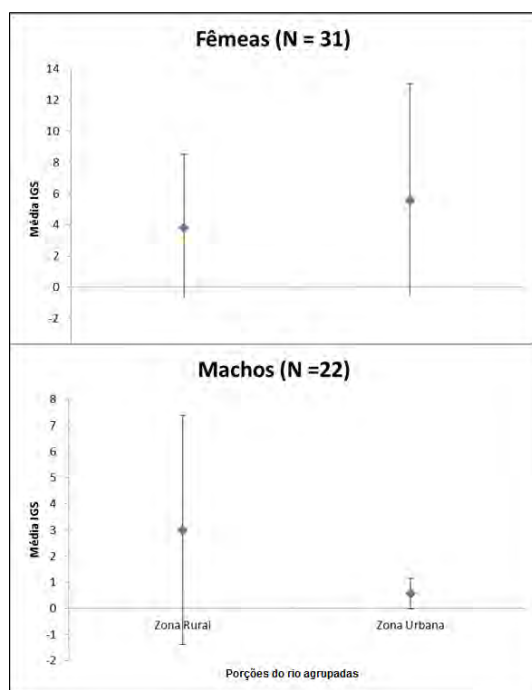 Fêmeas (N = 31)
14
12
10
8
6
4
2
0
-2
Média IGS
Machos (N =22)
8
7
6
5
4
3
2
1
0
-1
-2
Média IGS
Zona Rural
Zona Urbana
Porções do rio agrupadas